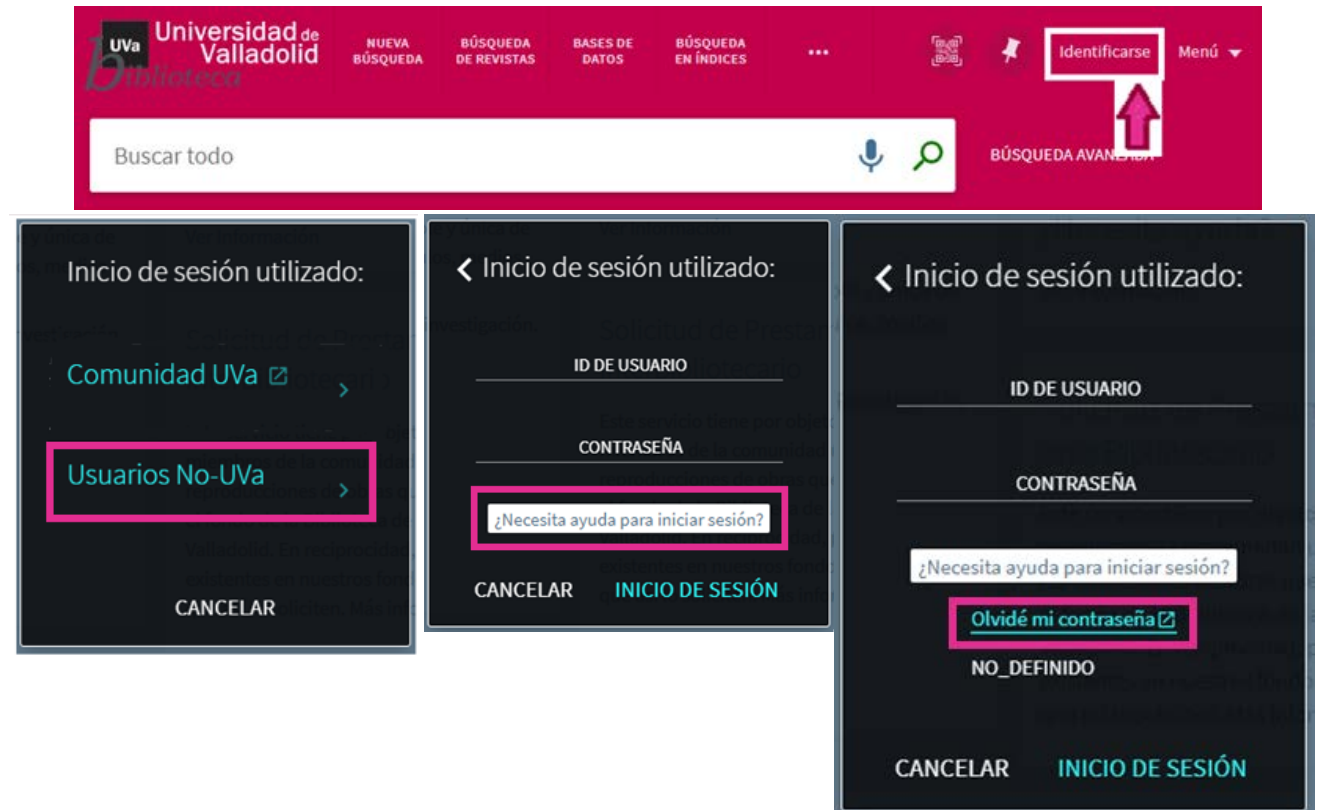 UVa Universidad de Valladolid
Biblioteca
NUEVA BÚSQUEDA
BÚSQUEDA DE REVISTAS
BASES DE DATOS
BÚSQUEDA EN ÍNDICES
...
Identificarse
Menú
Buscar todo
BÚSQUEDA AVANZADA
Inicio de sesión utilizado:
Comunidad UVa
Usuarios No-UVa
CANCELAR
Inicio de sesión utilizado:
ID DE USUARIO
CONTRASEÑA
¿Necesita ayuda para iniciar sesión?
CANCELAR INICIO DE SESIÓN
Inicio de sesión utilizado:
ID DE USUARIO
CONTRASEÑA
¿Necesita ayuda para iniciar sesión?
Olvidé mi contraseña
NO_DEFINIDO
CANCELAR INICIO DE SESIÓN